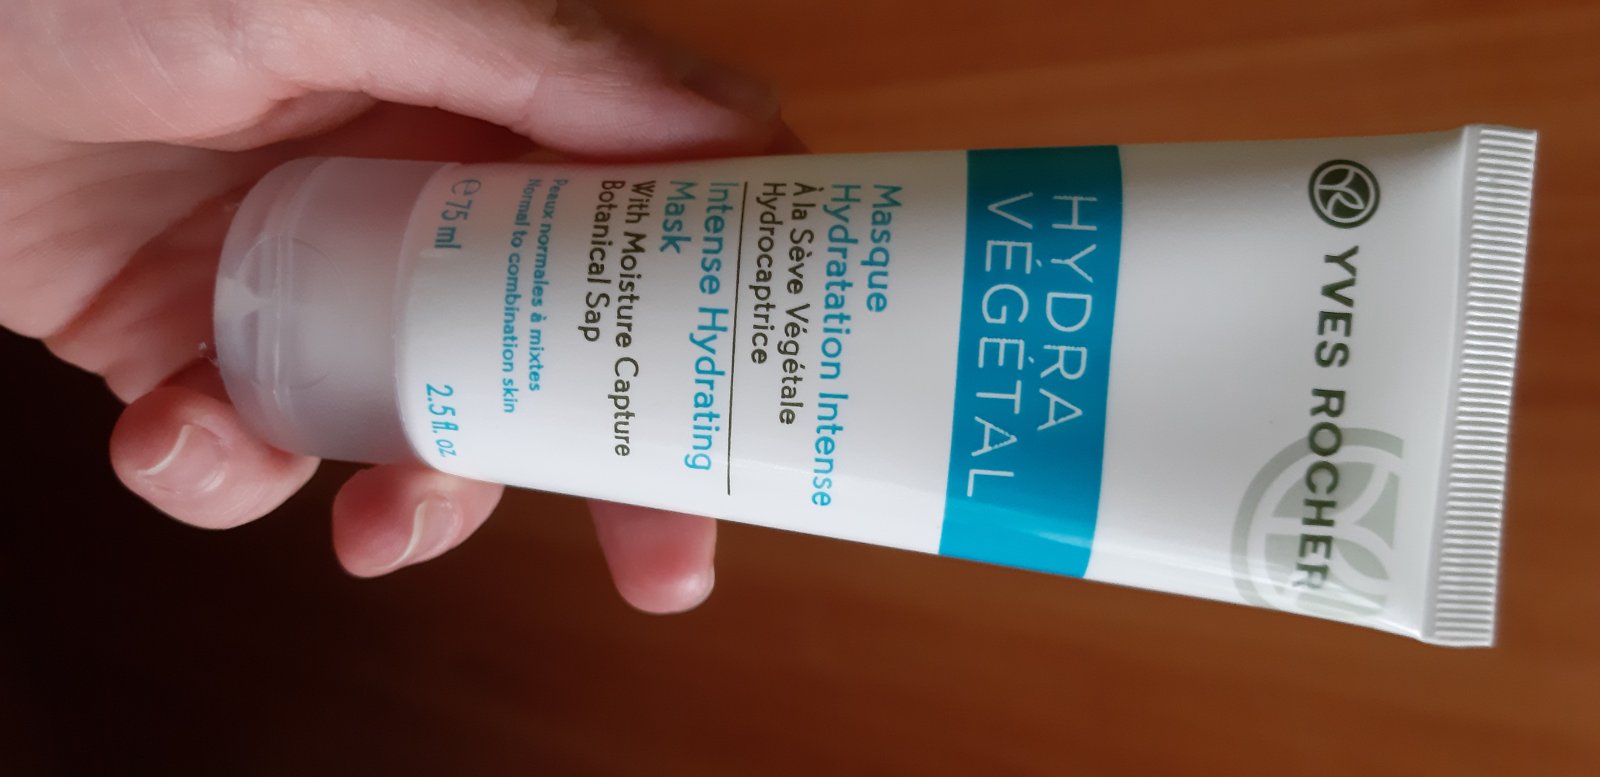 YVES ROCHER
HYDRA
VÉGÉTAL
Masque
Hydratation Intense
À la Sève Végétale
Hydrocaptrice
Intense Hydrating
Mask
With Moisture Capture
Botanical Sap
Peaux normales à mixtes
Normal to combination skin
℮ 75 ml 2.5 fl. oz